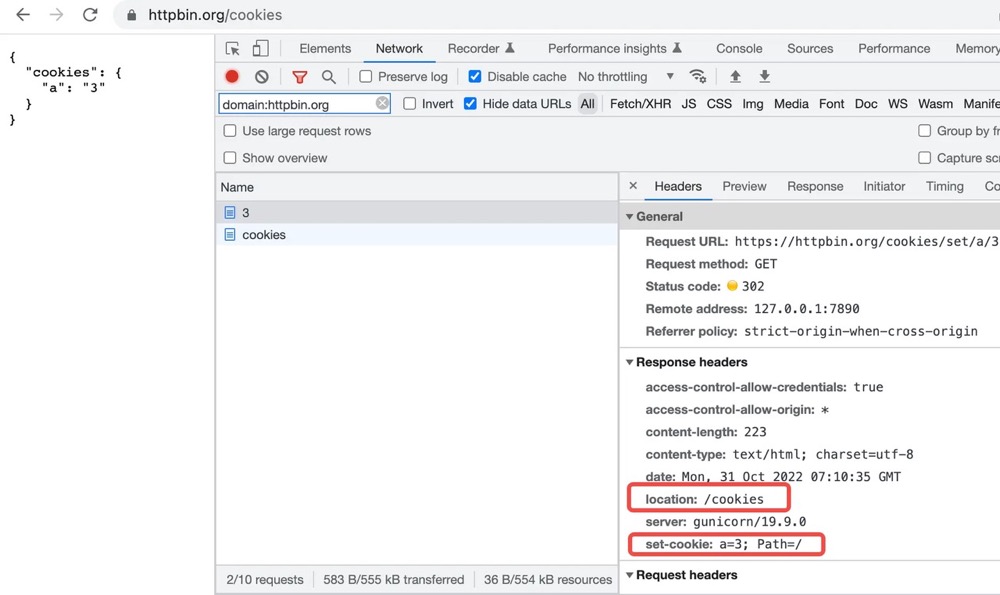 httpbin.org/cookies
{
"cookies": {
"a": "3"
}
}
Elements Network Recorder Performance insights Console Sources Performance Memory
Preserve log Disable cache No throttling
domain:httpbin.org Invert Hide data URLs All Fetch/XHR JS CSS Img Media Font Doc WS Wasm Manife
Use large request rows Group by fr
Show overview Capture scr
Name
3
cookies
2/10 requests 583 B/555 kB transferred 36 B/554 kB resources
Headers Preview Response Initiator Timing Co
General
Request URL: https://httpbin.org/cookies/set/a/3
Request method: GET
Status code: 302
Remote address: 127.0.0.1:7890
Referrer policy: strict-origin-when-cross-origin
Response headers
access-control-allow-credentials: true
access-control-allow-origin: *
content-length: 223
content-type: text/html; charset=utf-8
date: Mon, 31 Oct 2022 07:10:35 GMT
location: /cookies
server: gunicorn/19.9.0
set-cookie: a=3; Path=/
Request headers